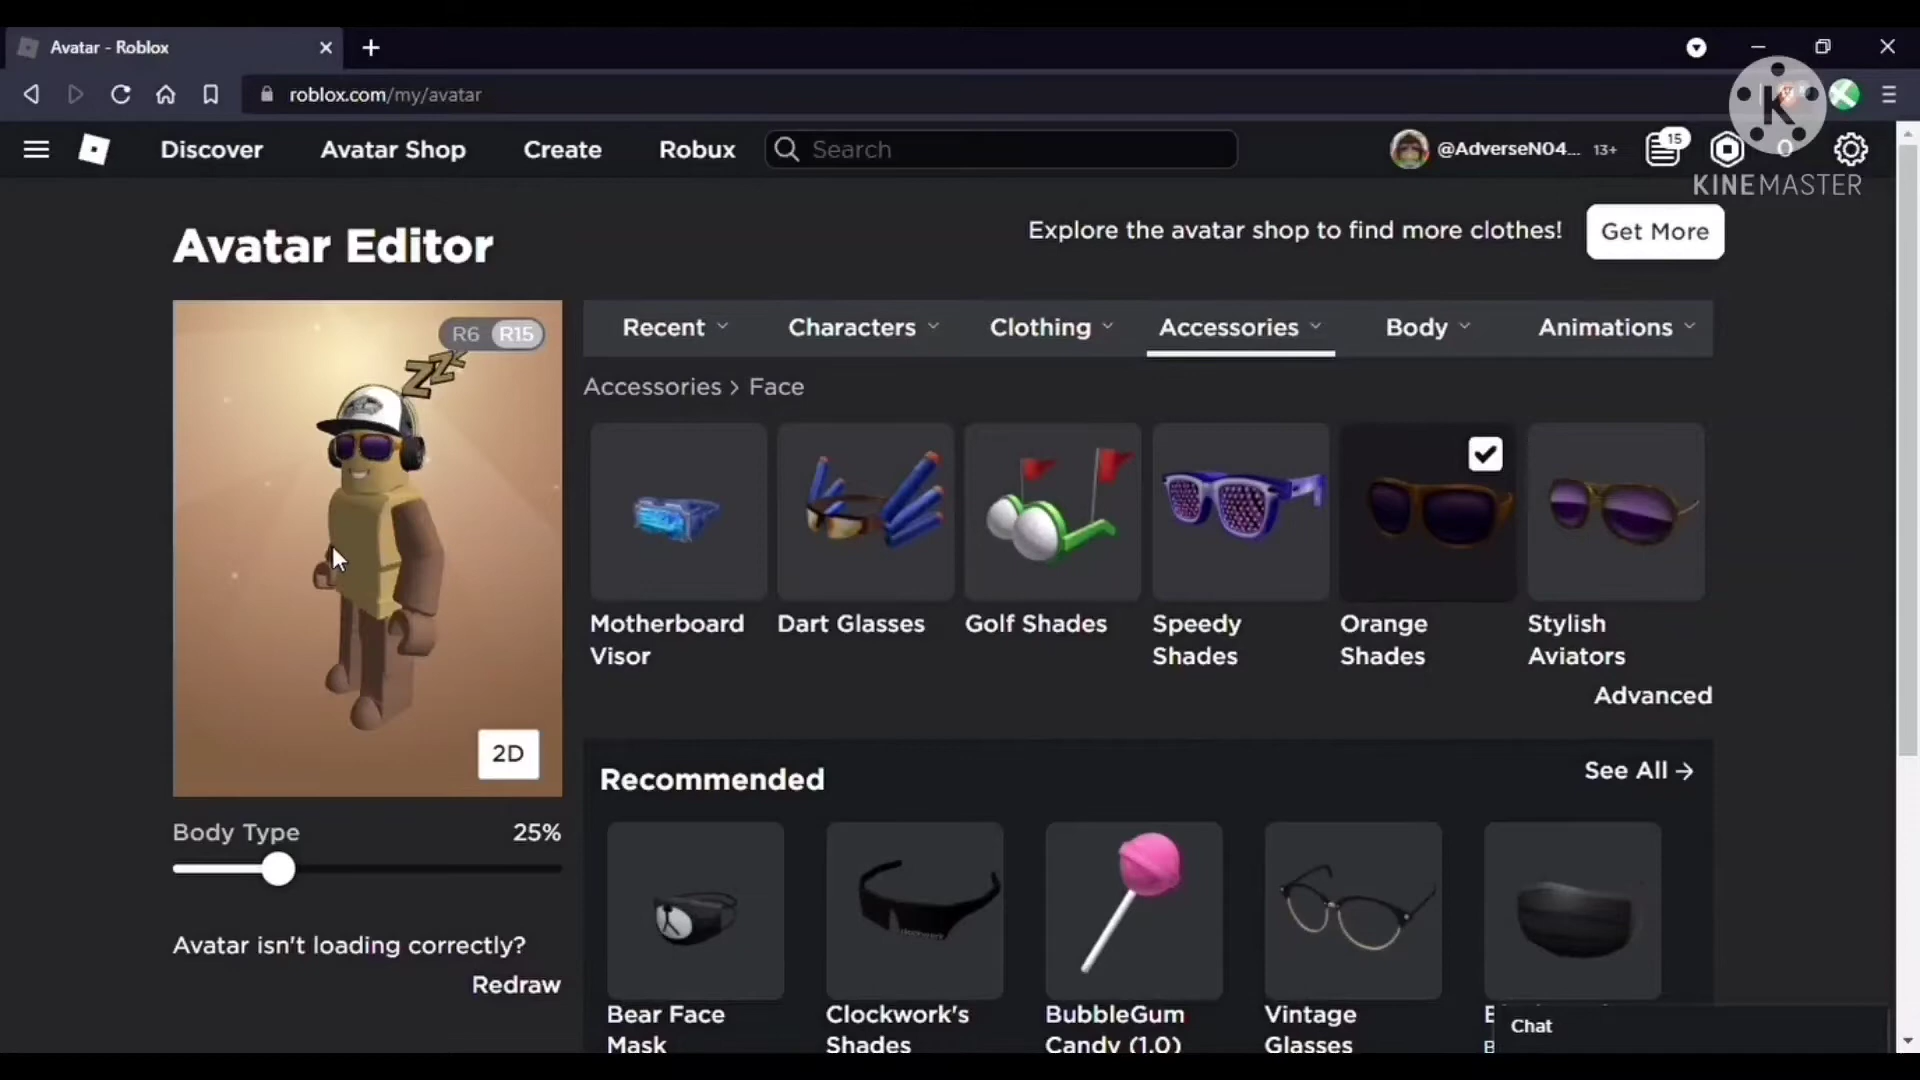 Avatar - Roblox
roblox.com/my/avatar
Discover
Avatar Shop
Create
Robux
Search
@AdverseN04... 13+
15
0
K
KINEMASTER
Avatar Editor
Explore the avatar shop to find more clothes!
Get More
R6 R15
ZZZ
2D
Body Type 25%
Avatar isn't loading correctly?
Redraw
Recent
Characters
Clothing
Accessories
Body
Animations
Accessories > Face
Motherboard
Visor
Dart Glasses
Golf Shades
Speedy
Shades
Orange
Shades
Stylish
Aviators
Advanced
Recommended
See All →
Bear Face
Mask
Clockwork's
Shades
BubbleGum
Candy (1.0)
Vintage
Glasses
Chat